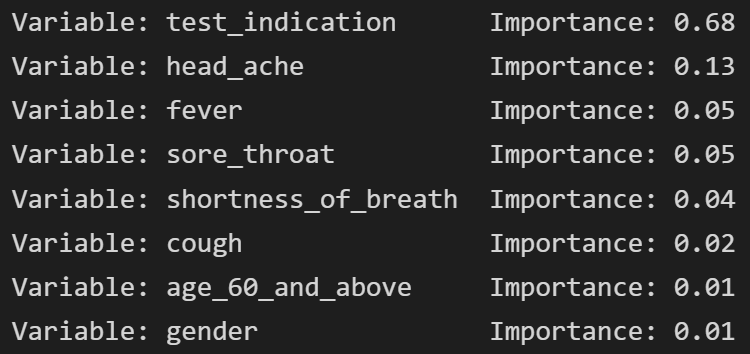 Variable: test_indication Importance: 0.68
Variable: head_ache Importance: 0.13
Variable: fever Importance: 0.05
Variable: sore_throat Importance: 0.05
Variable: shortness_of_breath Importance: 0.04
Variable: cough Importance: 0.02
Variable: age_60_and_above Importance: 0.01
Variable: gender Importance: 0.01